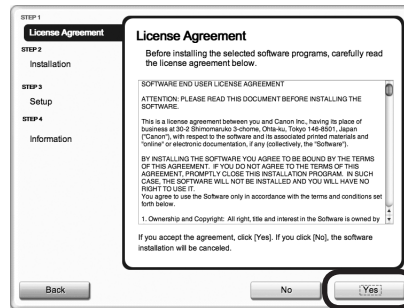 STEP 1
License Agreement
STEP 2
Installation
STEP 3
Setup
STEP 4
Information
License Agreement
Before installing the selected software programs, carefully read
the license agreement below.
SOFTWARE END USER LICENSE AGREEMENT
ATTENTION: PLEASE READ THIS DOCUMENT BEFORE INSTALLING THE
SOFTWARE.
This is a license agreement between you and Canon Inc., having its place of
business at 30-2 Shimomaruko 3-chome, Ohta-ku, Tokyo 146-8501, Japan
("Canon"), with respect to the software and its associated printed materials and
"online" or electronic documentation, if any (collectively, the "Software").
BY INSTALLING THE SOFTWARE YOU AGREE TO BE BOUND BY THE TERMS
OF THIS AGREEMENT. IF YOU DO NOT AGREE TO THE TERMS OF THIS
AGREEMENT, PROMPTLY CLOSE THIS INSTALLATION PROGRAM. IN SUCH
CASE, THE SOFTWARE WILL NOT BE INSTALLED AND YOU WILL HAVE NO
RIGHT TO USE IT.
You agree to use the Software only in accordance with the terms and conditions set
forth below.
1. Ownership and Copyright: All right, title and interest in the Software is owned by
If you accept the agreement, click [Yes]. If you click [No], the software
installation will be canceled.
Back
No
Yes